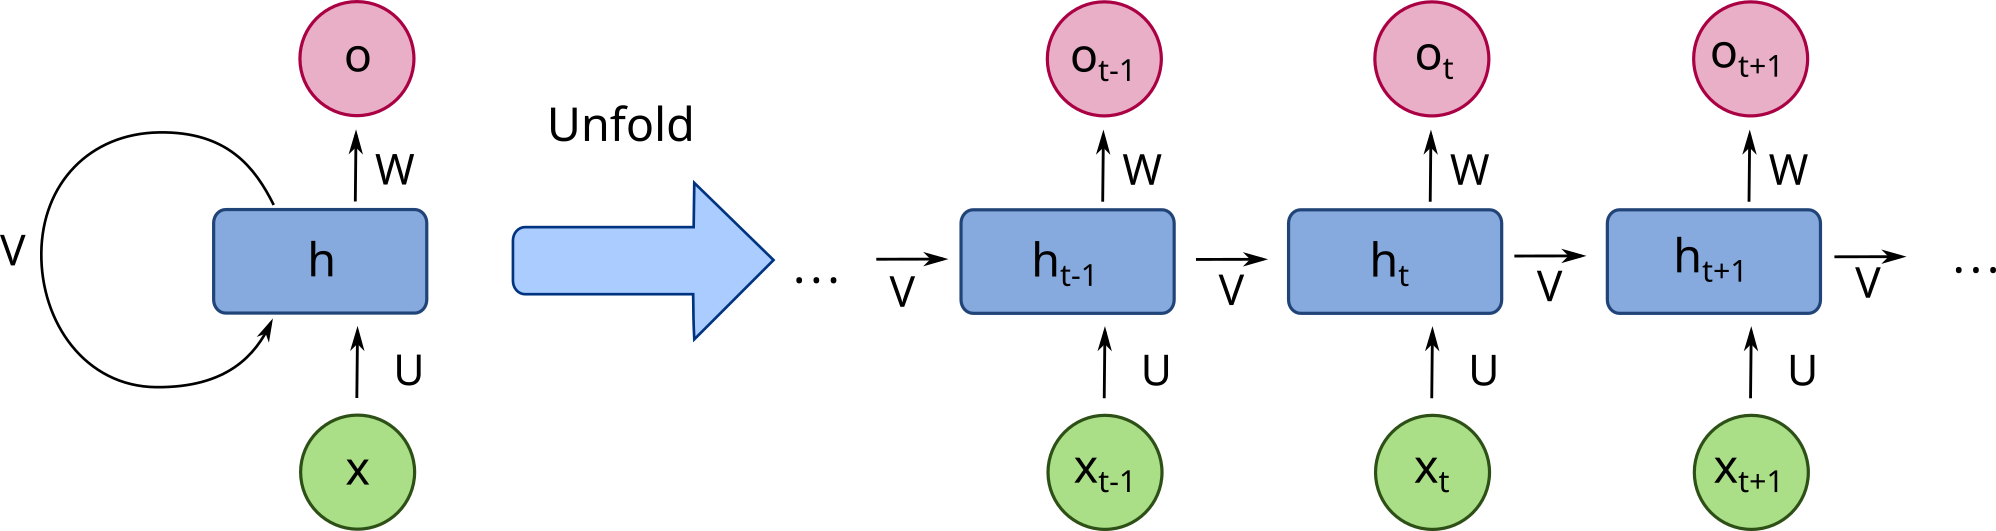 o
W
V
h
U
x
Unfold
...
V
o_{t-1}
W
h_{t-1}
U
x_{t-1}
V
o_t
W
h_t
U
x_t
V
o_{t+1}
W
h_{t+1}
U
x_{t+1}
V
...